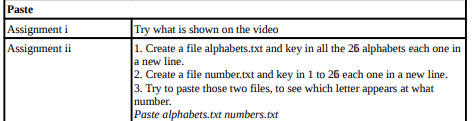 Paste
Assignment i Try what is shown on the video
Assignment ii 1. Create a file alphabets.txt and key in all the 26 alphabets each one in
a new line.
2. Create a file number.txt and key in 1 to 26 each one in a new line.
3. Try to paste those two files, to see which letter appears at what
number.
Paste alphabets.txt numbers.txt